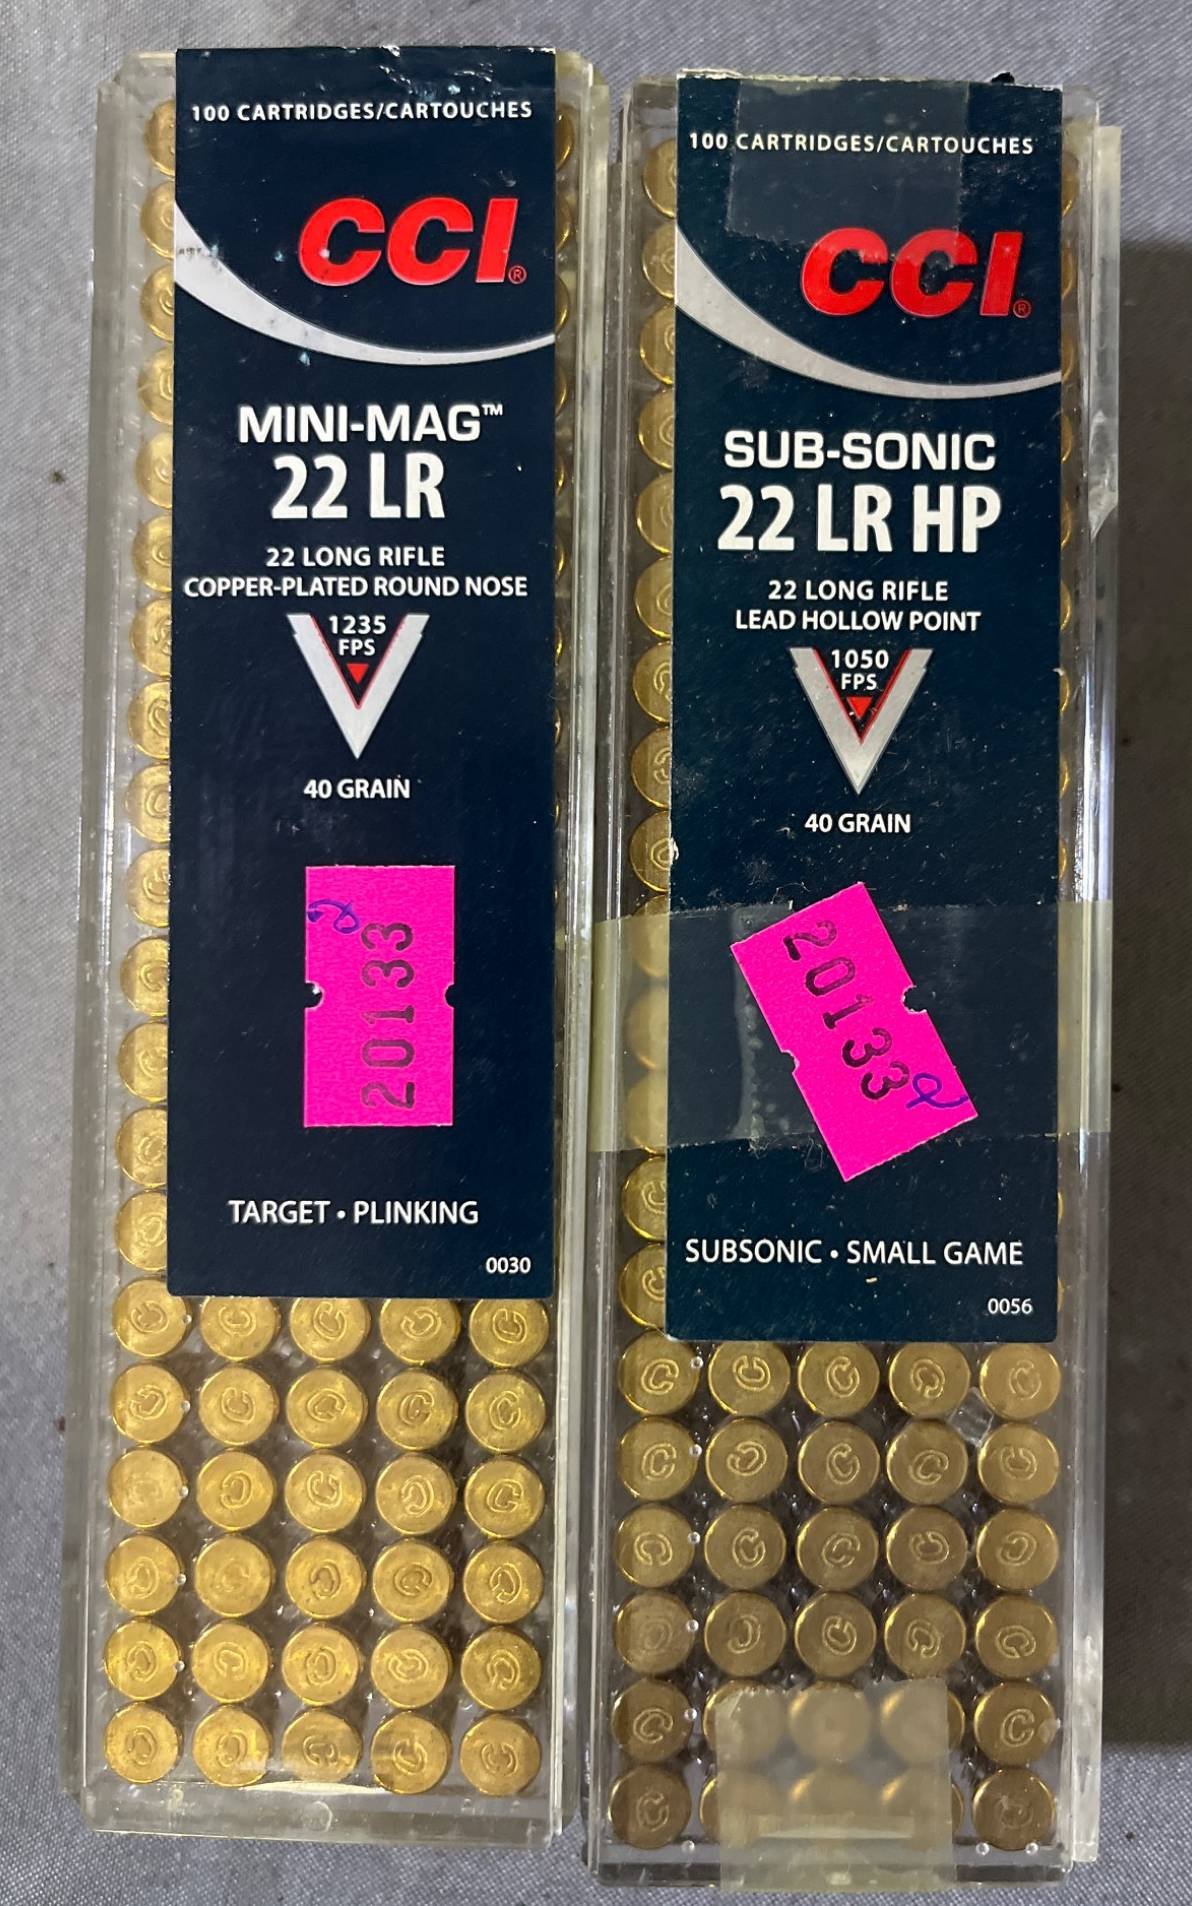 100 CARTRIDGES/CARTOUCHES
CCI®
MINI-MAG™
22 LR
22 LONG RIFLE
COPPER-PLATED ROUND NOSE
1235
FPS
40 GRAIN
20133
TARGET • PLINKING
0030
100 CARTRIDGES/CARTOUCHES
CCI®
SUB-SONIC
22 LR HP
22 LONG RIFLE
LEAD HOLLOW POINT
1050
FPS
40 GRAIN
20133
SUBSONIC • SMALL GAME
0056